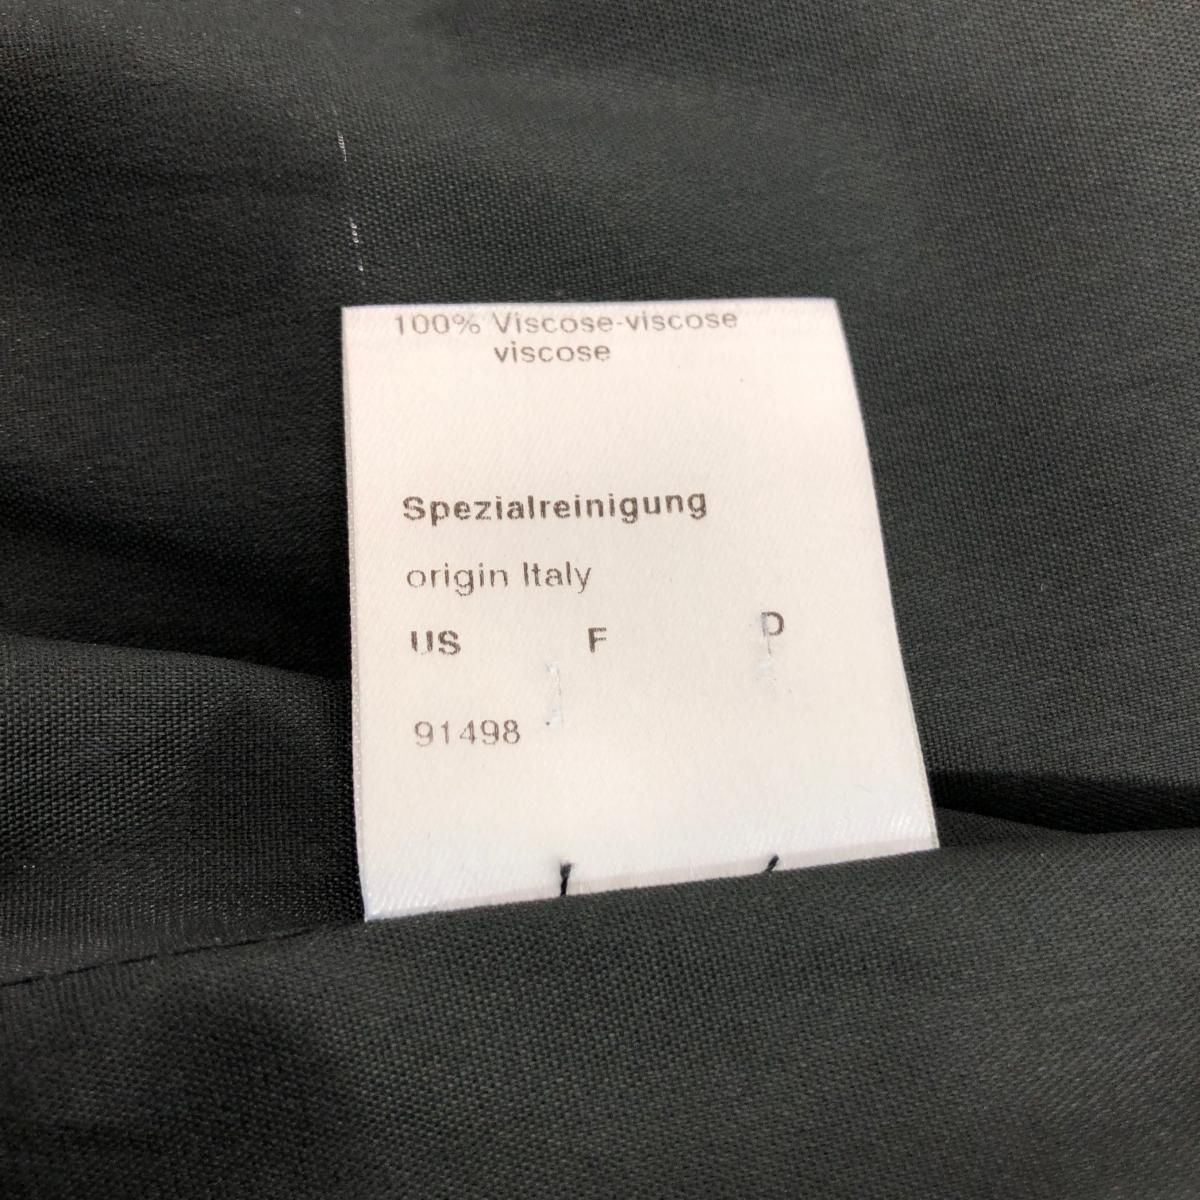 100% Viscose-viscose
viscose
Spezialreinigung
origin Italy
US F D
91498